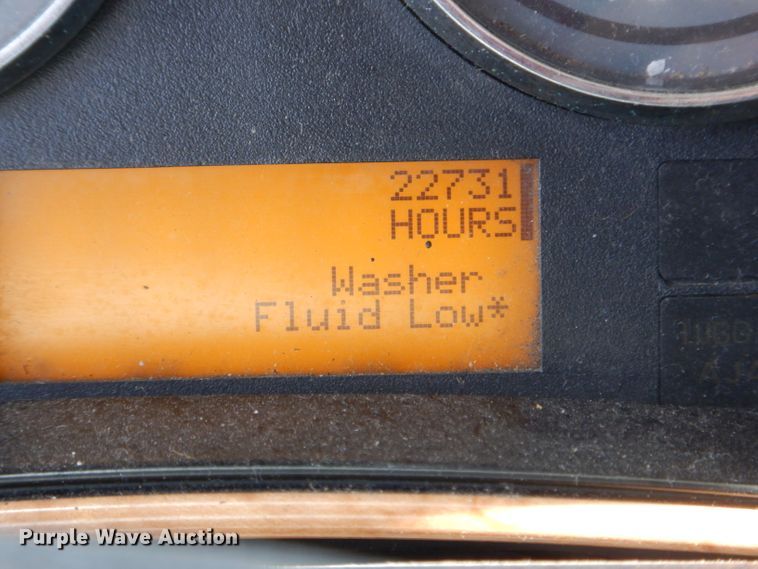 22731
HOURS
Washer
Fluid Low*
Purple Wave Auction